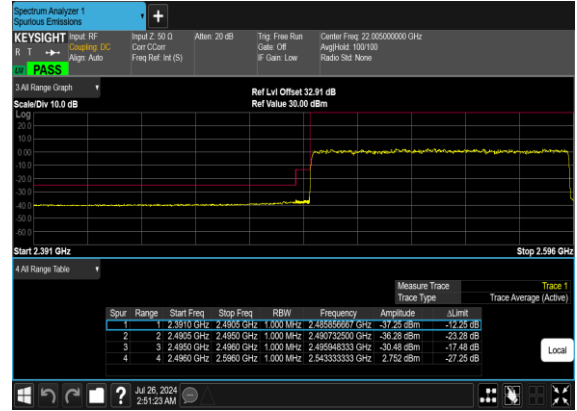 Spectrum Analyzer 1
Spurious Emissions
+
KEYSIGHT Input: RF Input Z: 50 Ω Atten: 20 dB Trig: Free Run Center Freq: 22.005000000 GHz
R T Coupling: DC Corr CCorr Gate: Off Avg|Hold: 100/100
Align: Auto Freq Ref: Int (S) IF Gain: Low Radio Std: None
PASS
3 All Range Graph
Ref Lvl Offset 32.91 dB
Scale/Div 10.0 dB Ref Value 30.00 dBm
Log
20.0
10.0
0.00
-10.0
-20.0
-30.0
-40.0
-50.0
-60.0
Start 2.391 GHz Stop 2.596 GHz
4 All Range Table
Measure Trace Trace 1
Trace Type Trace Average (Active)
Spur Range Start Freq Stop Freq RBW Frequency Amplitude ΔLimit
1 1 2.3910 GHz 2.4905 GHz 1.000 MHz 2.485856667 GHz -37.25 dBm -12.25 dB
2 2 2.4905 GHz 2.4950 GHz 1.000 MHz 2.490732500 GHz -36.28 dBm -23.28 dB
3 3 2.4950 GHz 2.4960 GHz 1.000 MHz 2.495948333 GHz -30.48 dBm -17.48 dB
4 4 2.4960 GHz 2.5960 GHz 1.000 MHz 2.543333333 GHz 2.752 dBm -27.25 dB
Local
? Jul 26, 2024
2:51:23 AM